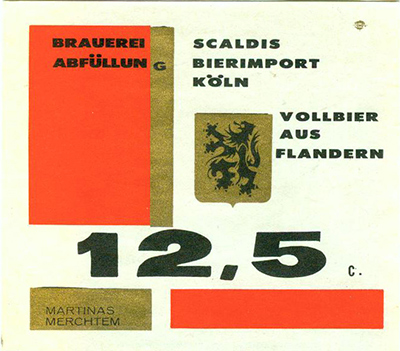 BRAUEREI
ABFÜLLUNG
SCALDIS
BIERIMPORT
KÖLN
VOLLBIER
AUS
FLANDERN
12,5 c.
MARTINAS
MERCHTEM